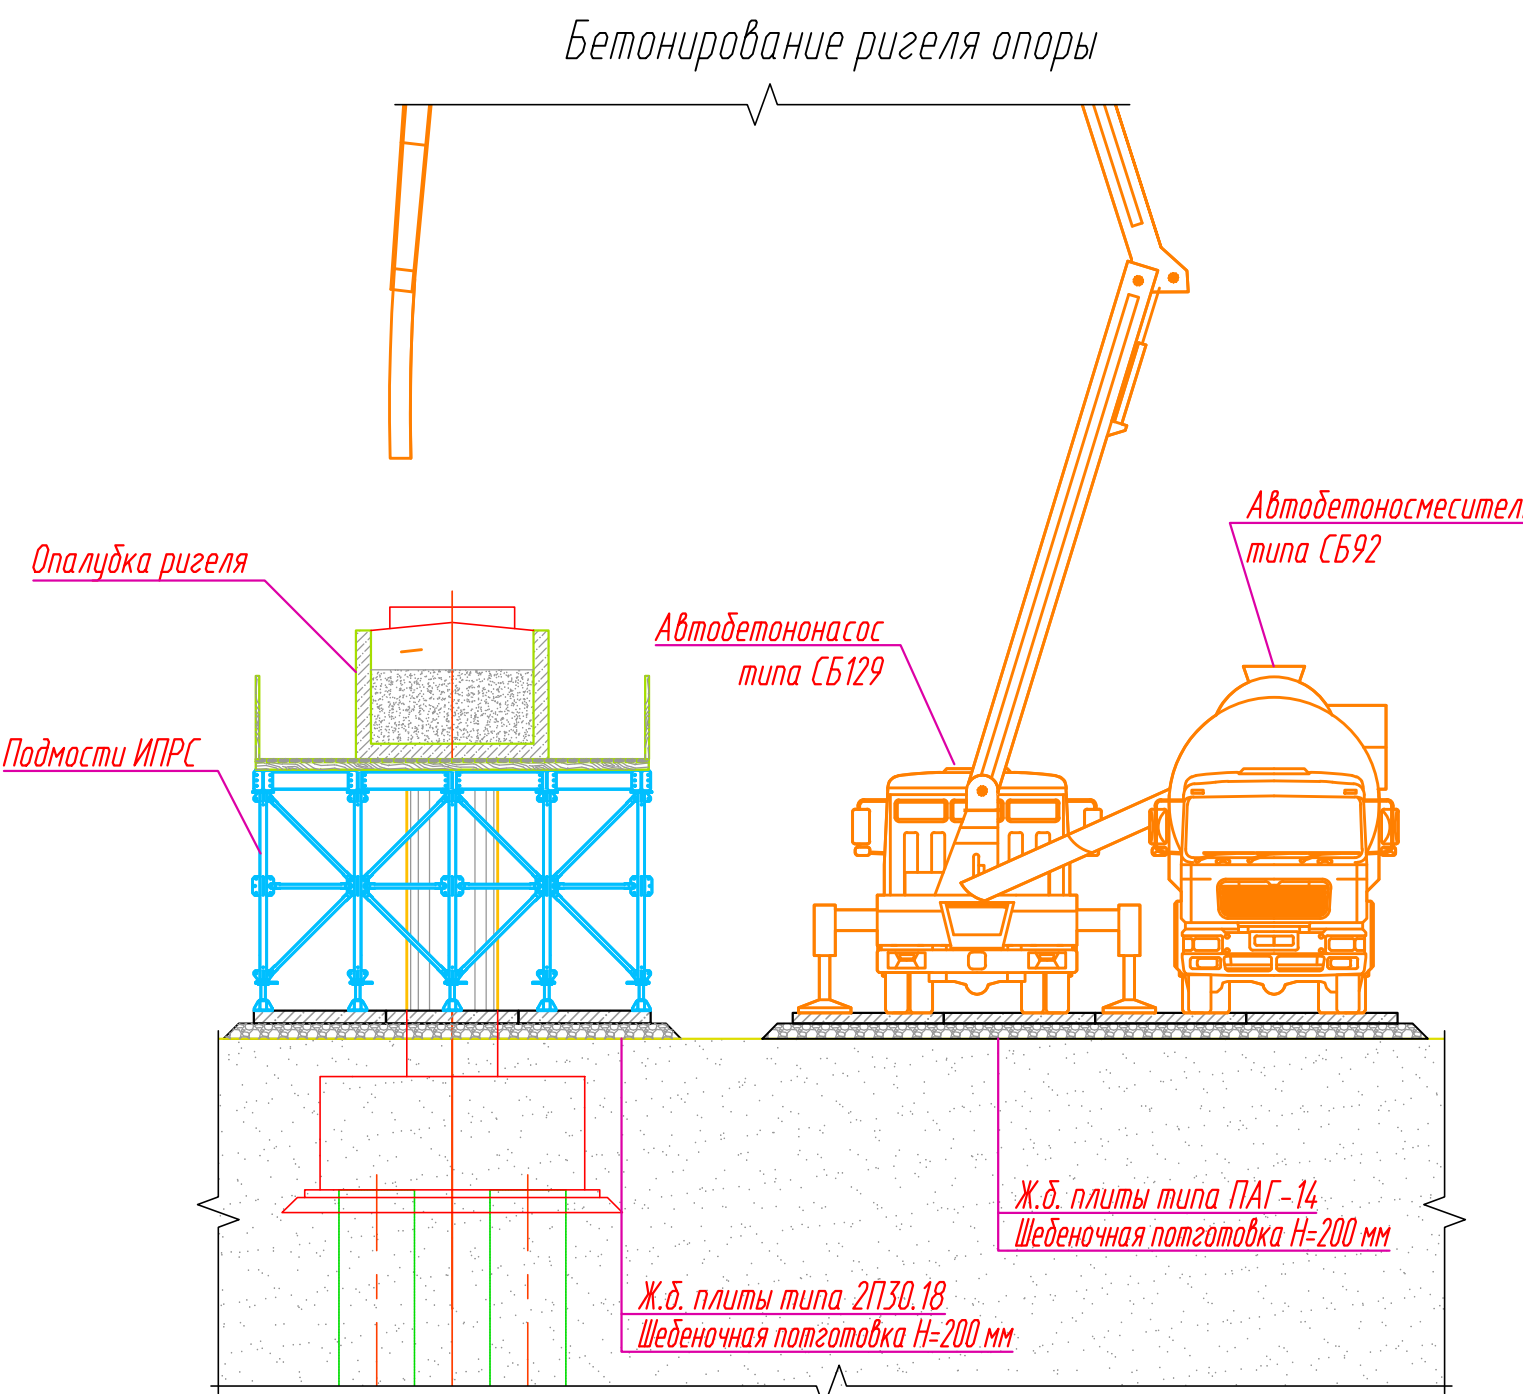 Бетонирование ригеля опоры
Автобетоносмесител
типа СБ92
Опалубка ригеля
Автобетононасос
типа СБ129
Подмости ИПРС
Ж.б. плиты типа ПАГ-14
Шебеночная потготовка Н=200 мм
Ж.б. плиты типа 2П30.18
Шебеночная потготовка Н=200 мм